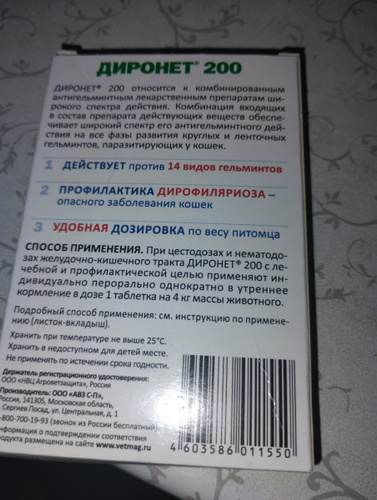 ДИРОНЕТ® 200
ДИРОНЕТ® 200 относится к комбинированным
антигельминтным лекарственным препаратам ши-
рокого спектра действия. Комбинация входящих
в состав препарата действующих веществ обеспе-
чивает широкий спектр его антигельминтного дей-
ствия на все фазы развития круглых и ленточных
гельминтов, паразитирующих у кошек.
1 ДЕЙСТВУЕТ против 14 видов гельминтов
2 ПРОФИЛАКТИКА ДИРОФИЛЯРИОЗА –
опасного заболевания кошек
3 УДОБНАЯ ДОЗИРОВКА по весу питомца
СПОСОБ ПРИМЕНЕНИЯ. При цестодозах и нематодо-
зах желудочно-кишечного тракта ДИРОНЕТ® 200 с ле-
чебной и профилактической целью применяют ин-
дивидуально перорально однократно в утреннее
кормление в дозе 1 таблетка на 4 кг массы животного.
Подробный способ применения: см. инструкцию по примене-
нию (листок-вкладыш).
Хранить при температуре не выше 25°С.
Хранить в недоступном для детей месте.
Не применять по истечении срока годности.
Держатель регистрационного удостоверения:
ООО «НВЦ Агроветзащита», Россия
Производитель: ООО «АВЗ С-П»,
Россия, 141305, Московская область,
г. Сергиев Посад, ул. Центральная, д. 1
8-800-700-19-93 (звонок из России бесплатный).
Информация о подтверждении соответствия
продукта размещена на сайте www.vetmag.ru
4 603586 011550